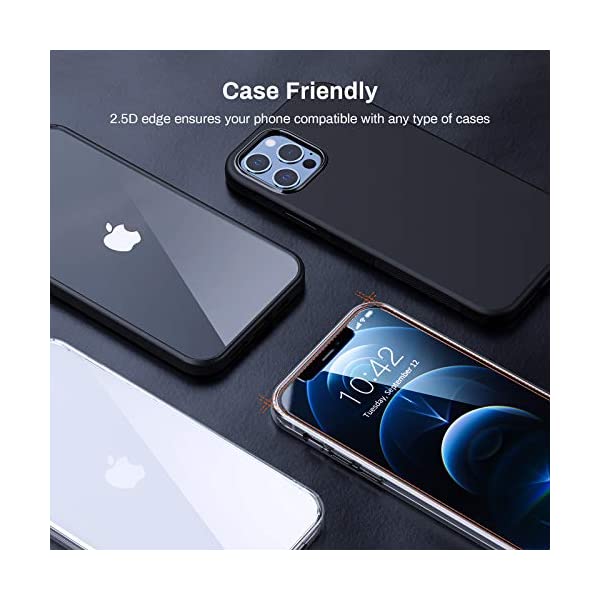 Case Friendly
2.5D edge ensures your phone compatible with any type of cases
10:42
Tuesday, September 12